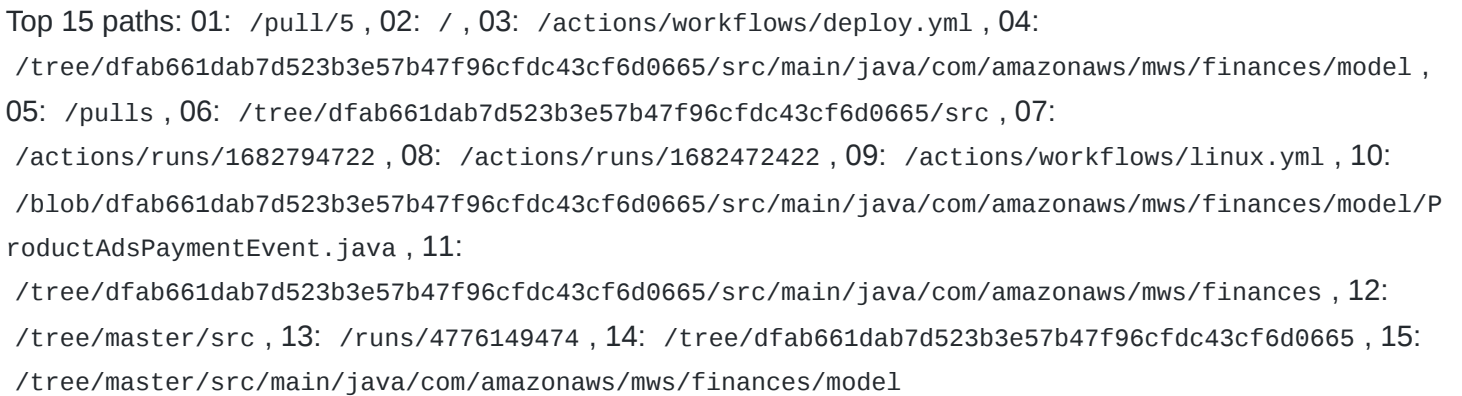 Top 15 paths: 01: /pull/5 , 02: / , 03: /actions/workflows/deploy.yml , 04:
/tree/dfab661dab7d523b3e57b47f96cfdc43cf6d0665/src/main/java/com/amazonaws/mws/finances/model ,
05: /pulls , 06: /tree/dfab661dab7d523b3e57b47f96cfdc43cf6d0665/src , 07:
/actions/runs/1682794722 , 08: /actions/runs/1682472422 , 09: /actions/workflows/linux.yml , 10:
/blob/dfab661dab7d523b3e57b47f96cfdc43cf6d0665/src/main/java/com/amazonaws/mws/finances/model/P
roductAdsPaymentEvent.java , 11:
/tree/dfab661dab7d523b3e57b47f96cfdc43cf6d0665/src/main/java/com/amazonaws/mws/finances , 12:
/tree/master/src , 13: /runs/4776149474 , 14: /tree/dfab661dab7d523b3e57b47f96cfdc43cf6d0665 , 15:
/tree/master/src/main/java/com/amazonaws/mws/finances/model